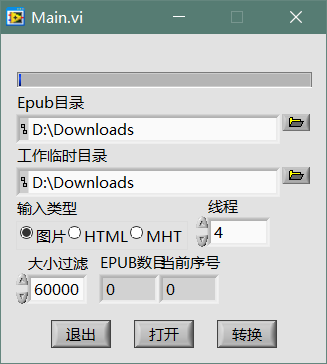 Main.vi
Epub目录
D:\Downloads
工作临时目录
D:\Downloads
输入类型 线程
图片 HTML MHT 4
大小过滤 EPUB数目 当前序号
60000 0 0
退出 打开 转换